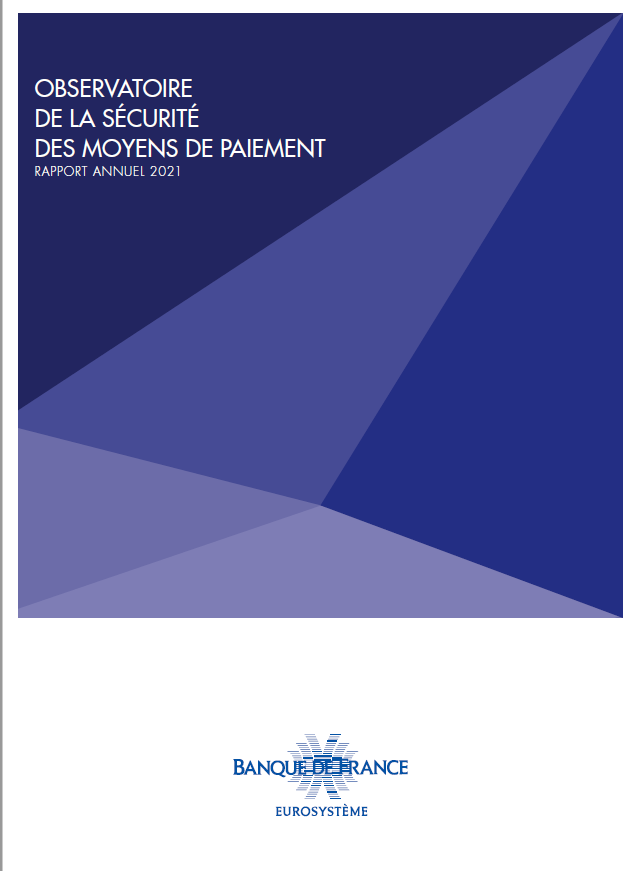 OBSERVATOIRE
DE LA SÉCURITÉ
DES MOYENS DE PAIEMENT
RAPPORT ANNUEL 2021
BANQUE DE FRANCE
EUROSYSTÈME